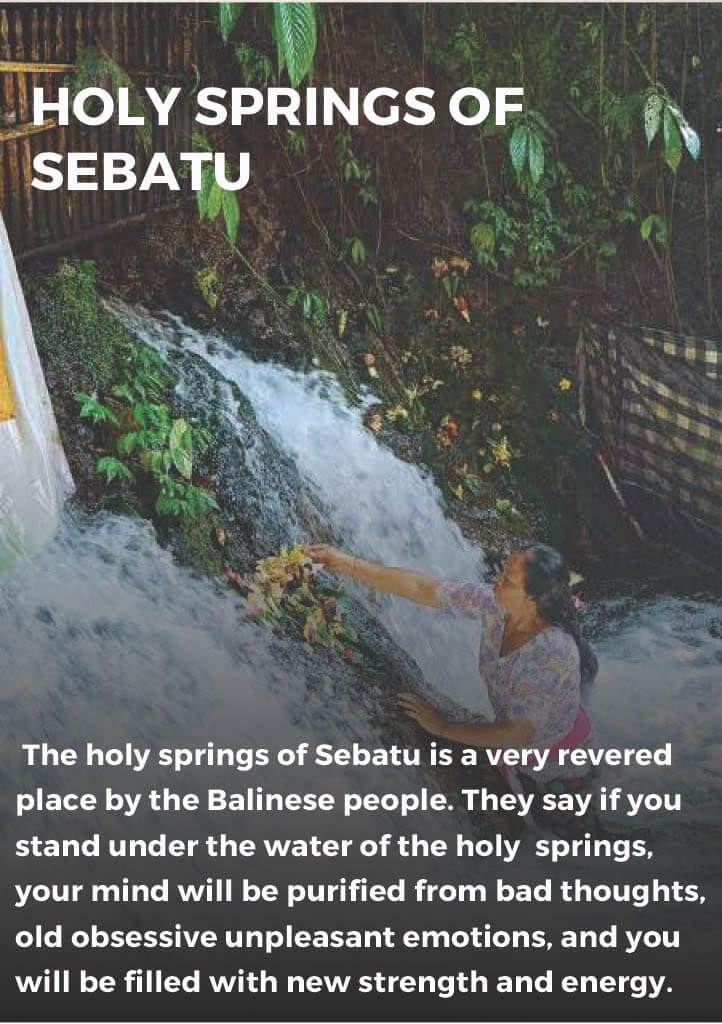 HOLY SPRINGS OF
SEBATU
The holy springs of Sebatu is a very revered
place by the Balinese people. They say if you
stand under the water of the holy springs,
your mind will be purified from bad thoughts,
old obsessive unpleasant emotions, and you
will be filled with new strength and energy.